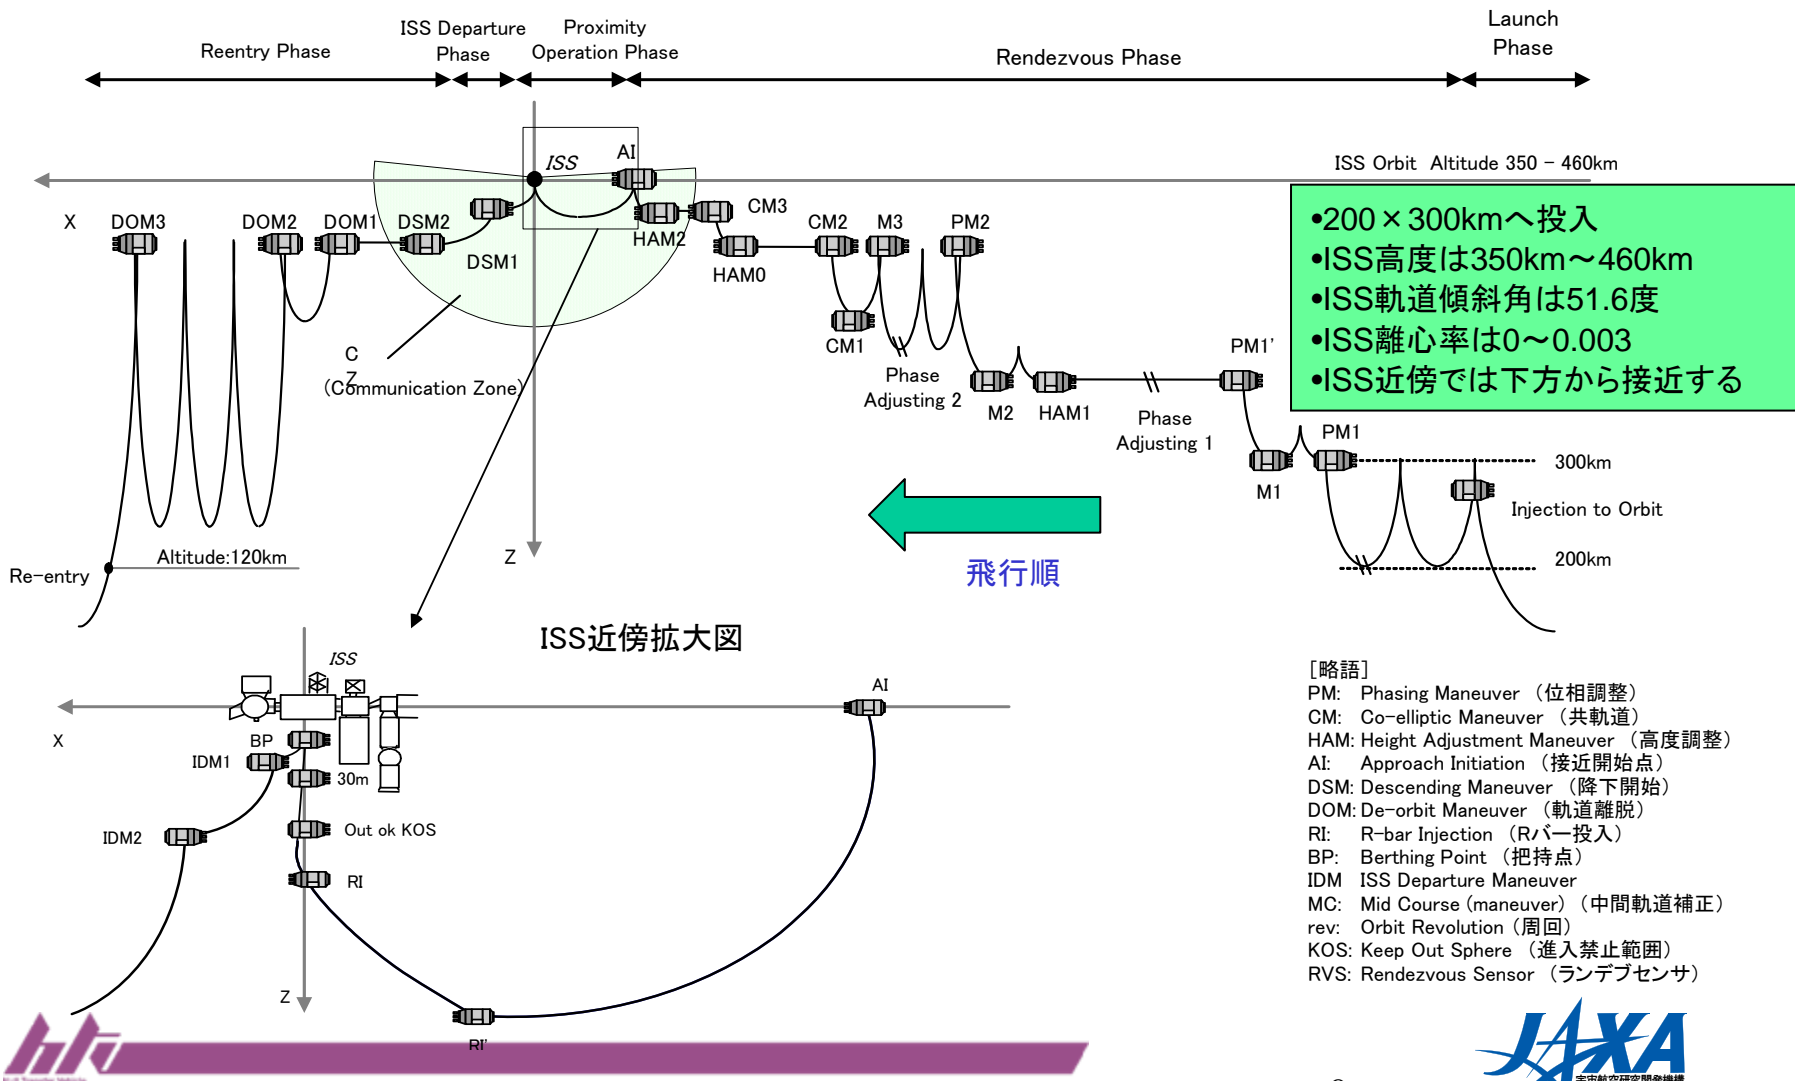 Reentry Phase
ISS Departure
Phase
Proximity
Operation Phase
Rendezvous Phase
Launch
Phase
ISS
AI
ISS Orbit  Altitude 350 - 460km
X
DOM3
DOM2
DOM1
DSM2
DSM1
HAM2
CM3
HAM0
CM2
M3
PM2
CM1
Phase
Adjusting 2
M2
HAM1
Phase
Adjusting 1
PM1'
M1
PM1
300km
Injection to Orbit
200km
C
Z
(Communication Zone)
Z
Altitude:120km
Re-entry
•200×300kmへ投入
•ISS高度は350km～460km
•ISS軌道傾斜角は51.6度
•ISS離心率は0～0.003
•ISS近傍では下方から接近する
飛行順
ISS近傍拡大図
ISS
AI
X
BP
IDM1
30m
IDM2
Out ok KOS
RI
Z
RI'
[略語]
PM: Phasing Maneuver （位相調整）
CM: Co-elliptic Maneuver （共軌道）
HAM: Height Adjustment Maneuver （高度調整）
AI: Approach Initiation （接近開始点）
DSM: Descending Maneuver （降下開始）
DOM: De-orbit Maneuver （軌道離脱）
RI: R-bar Injection （Rバー投入）
BP: Berthing Point （把持点）
IDM ISS Departure Maneuver
MC: Mid Course (maneuver) （中間軌道補正）
rev: Orbit Revolution （周回）
KOS: Keep Out Sphere （進入禁止範囲）
RVS: Rendezvous Sensor （ランデブセンサ）
htv
JAXA
宇宙航空研究開発機構